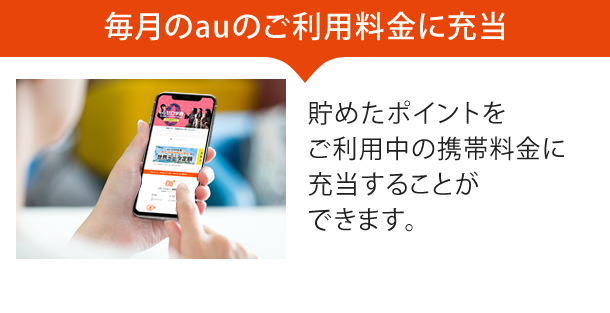 毎月のauのご利用料金に充当
貯めたポイントを
ご利用中の携帯料金に
充当することが
できます。